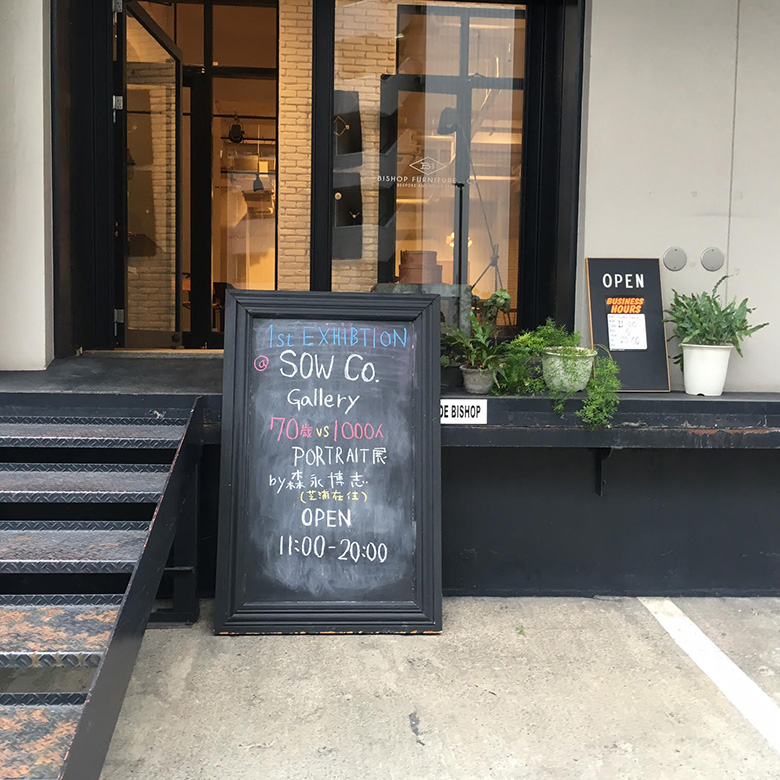 BISHOP FURNITURE
OPEN
BUSINESS
HOURS
1st EXHIBTION
@ SOW Co.
Gallery
70歳 vs 1000人
PORTRAIT展
by 森永博志
(芝浦在住)
OPEN
11:00-20:00
DE BISHOP